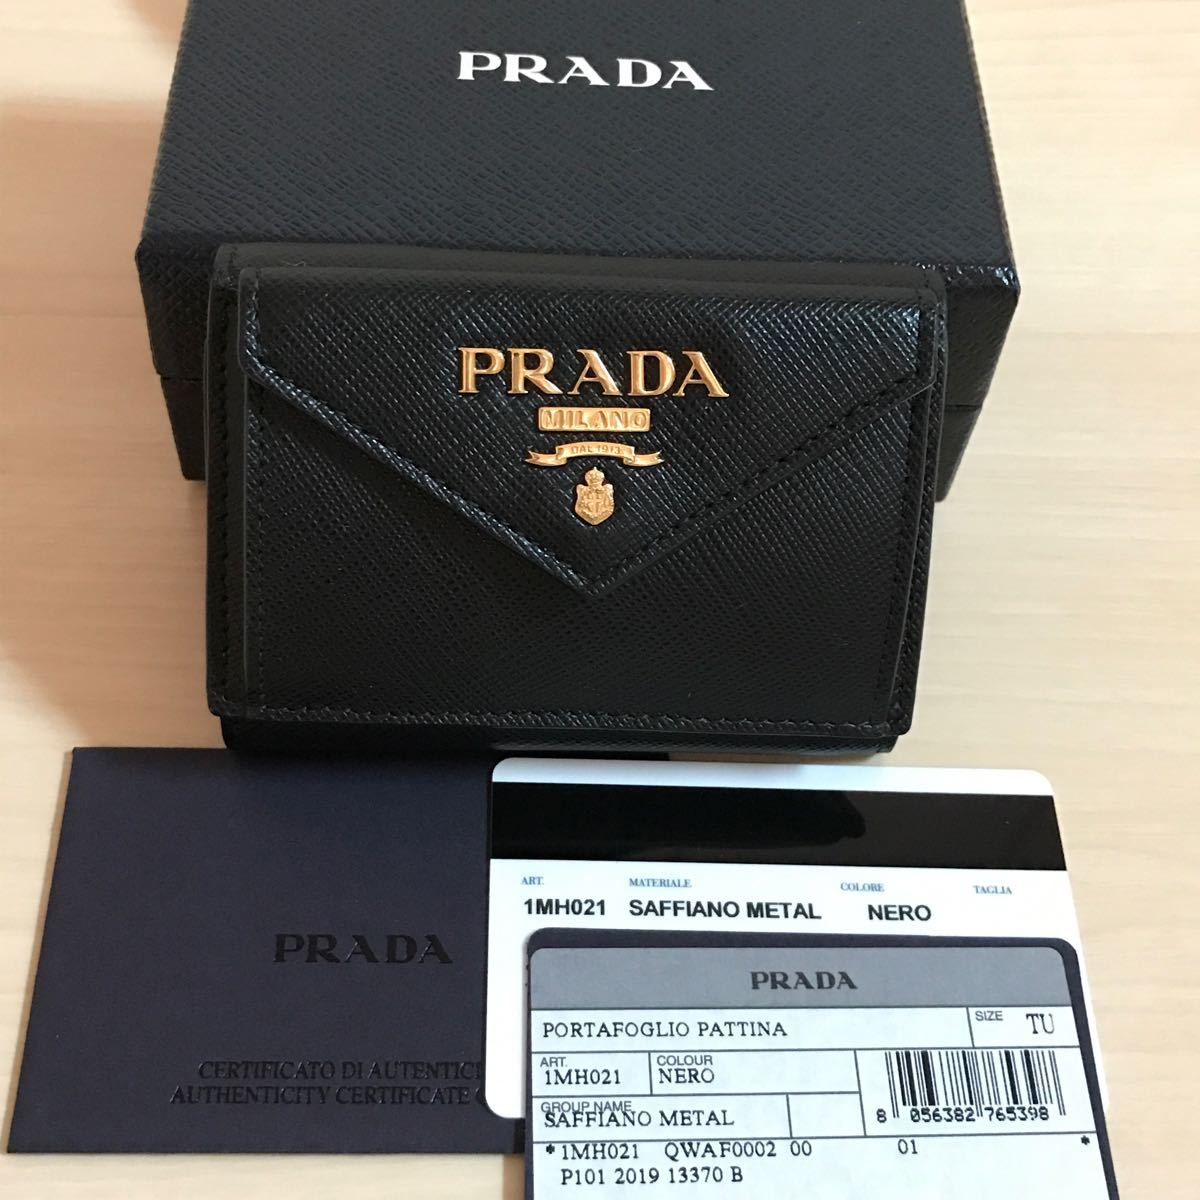 PRADA
PRADA
MILANO
DAL 1913
PRADA
CERTIFICATO DI
AUTHENTICITY CERTIFICATE
ART. MATERIALE COLORE TAGLIA
1MH021 SAFFIANO METAL NERO
PRADA
PORTAFOGLIO PATTINA SIZE TU
ART. COLOUR
1MH021 NERO
GROUP NAME
SAFFIANO METAL
8 056382 765398
*1MH021 QWAF0002 00 01 *
P101 2019 13370 B